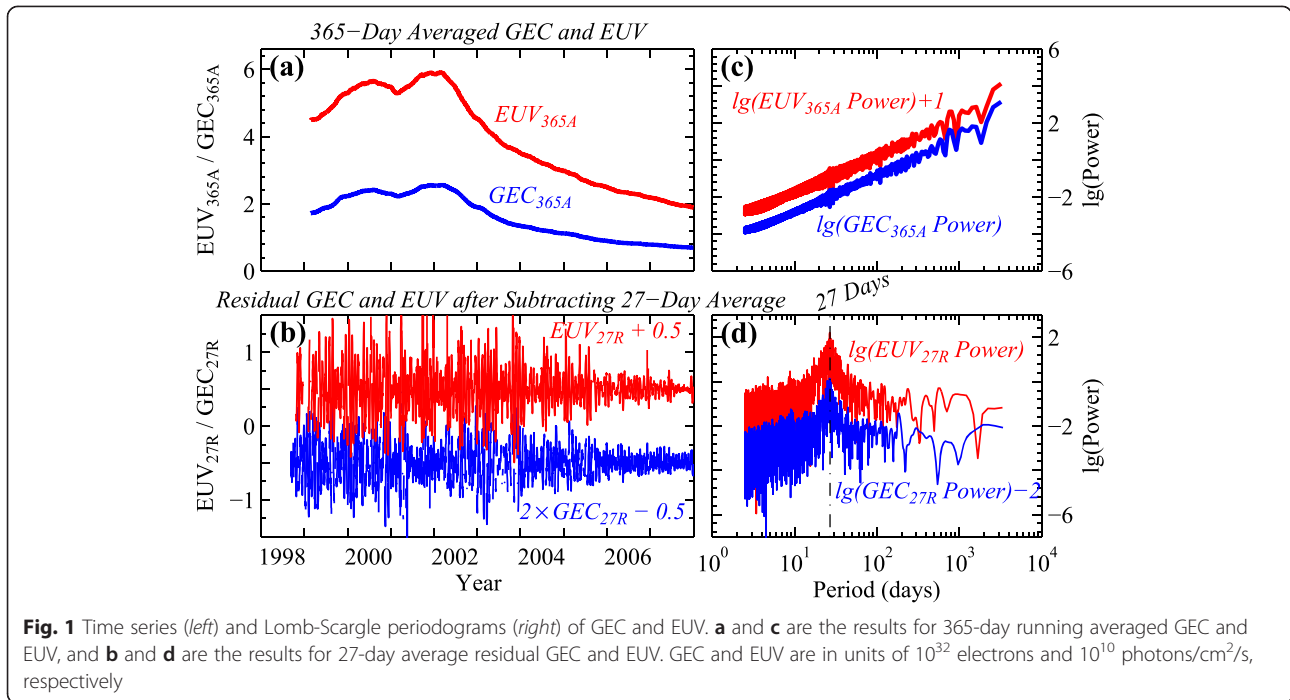 365−Day Averaged GEC and EUV
(a)
EUV365A / GEC365A
6
4
2
0
EUV365A
GEC365A
(c)
lg(EUV365A Power)+1
lg(GEC365A Power)
6
2
−2
−6
lg(Power)
Residual GEC and EUV after Subtracting 27−Day Average
27 Days
(b)
EUV27R / GEC27R
1
0
−1
EUV27R + 0.5
2×GEC27R − 0.5
1998 2000 2002 2004 2006
Year
(d)
lg(EUV27R Power)
lg(GEC27R Power)−2
2
−2
−6
lg(Power)
10^0 10^1 10^2 10^3 10^4
Period (days)
Fig. 1 Time series (left) and Lomb-Scargle periodograms (right) of GEC and EUV. a and c are the results for 365-day running averaged GEC and
EUV, and b and d are the results for 27-day average residual GEC and EUV. GEC and EUV are in units of 10^32 electrons and 10^10 photons/cm^2/s,
respectively